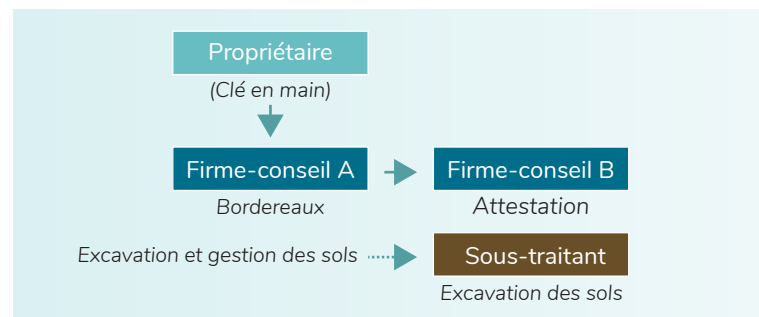 Propriétaire
(Clé en main)
Firme-conseil A
Firme-conseil B
Bordereaux
Attestation
Excavation et gestion des sols
Sous-traitant
Excavation des sols